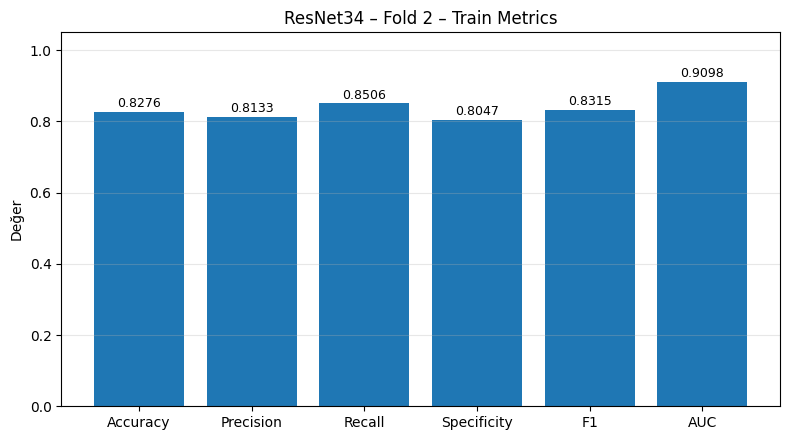 ResNet34 – Fold 2 – Train Metrics
Değer
1.0
0.8
0.6
0.4
0.2
0.0
0.8276
0.8133
0.8506
0.8047
0.8315
0.9098
Accuracy
Precision
Recall
Specificity
F1
AUC